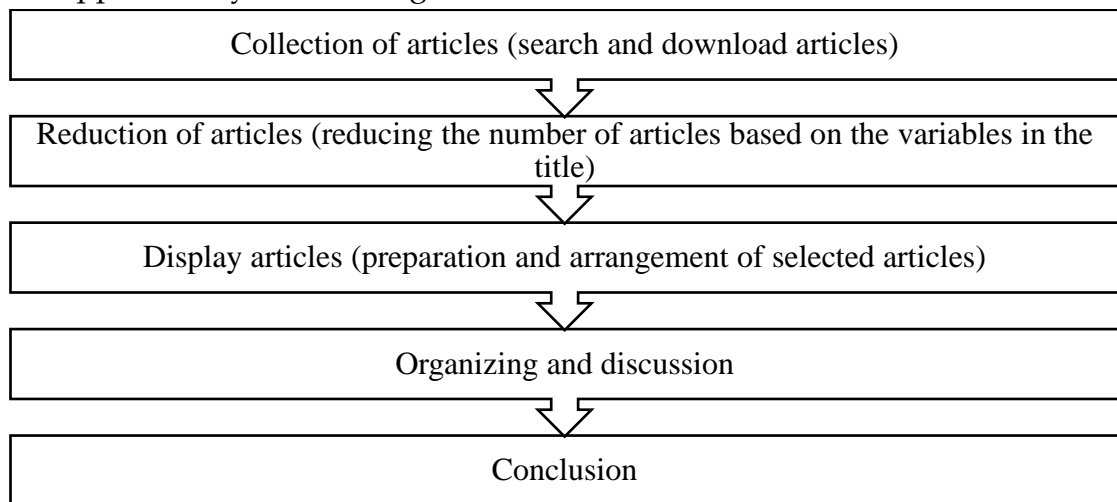 Collection of articles (search and download articles)
Reduction of articles (reducing the number of articles based on the variables in the
title)
Display articles (preparation and arrangement of selected articles)
Organizing and discussion
Conclusion